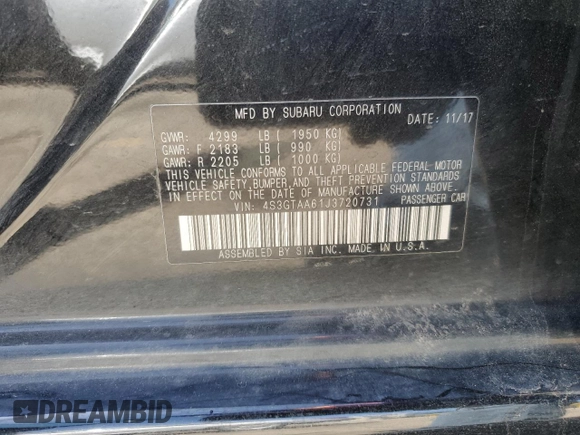 MFD BY SUBARU CORPORATION DATE: 11/17
GVWR: 4299 LB ( 1950 KG)
GAWR: F 2183 LB ( 990 KG)
GAWR: R 2205 LB ( 1000 KG)
THIS VEHICLE CONFORMS TO ALL APPLICABLE FEDERAL MOTOR
VEHICLE SAFETY, BUMPER, AND THEFT PREVENTION STANDARDS
IN EFFECT ON THE DATE OF MANUFACTURE SHOWN ABOVE.
VIN: 4S3GTAA61J3720731 PASSENGER CAR
ASSEMBLED BY SIA INC. MADE IN U.S.A.
DREAMBID